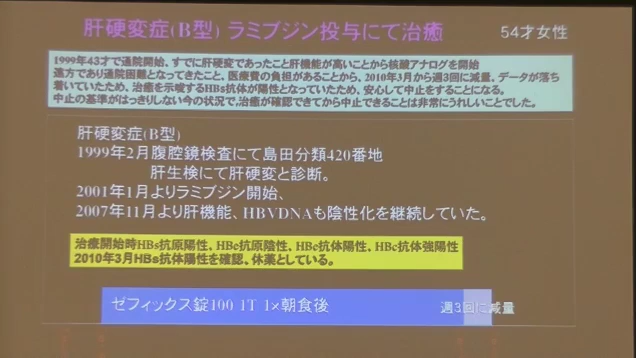 肝硬変症(B型) ラミブジン投与にて治癒
54才女性
1999年43才で通院開始、すでに肝硬変であったこと肝機能が高いことから核酸アナログを開始
遠方であり通院困難となってきたこと、医療費の負担があることから、2010年3月から週3回に減量、データが落ち
着いていたため、治癒を示唆するHBs抗体が陽性となっていたため、安心して中止をすることになる。
中止の基準がはっきりしない今の状況で,治癒が確認できてから中止できることは非常にうれしいことでした。
肝硬変症(B型)
1999年2月腹腔鏡検査にて島田分類420番地
肝生検にて肝硬変と診断。
2001年1月よりラミブジン開始、
2007年11月より肝機能、HBVDNAも陰性化を継続していた。
治療開始時HBs抗原陽性、HBe抗原陰性、HBe抗体陽性、HBc抗体強陽性
2010年3月HBs抗体陽性を確認、休薬としている。
ゼフィックス錠100 1T 1×朝食後
週3回に減量